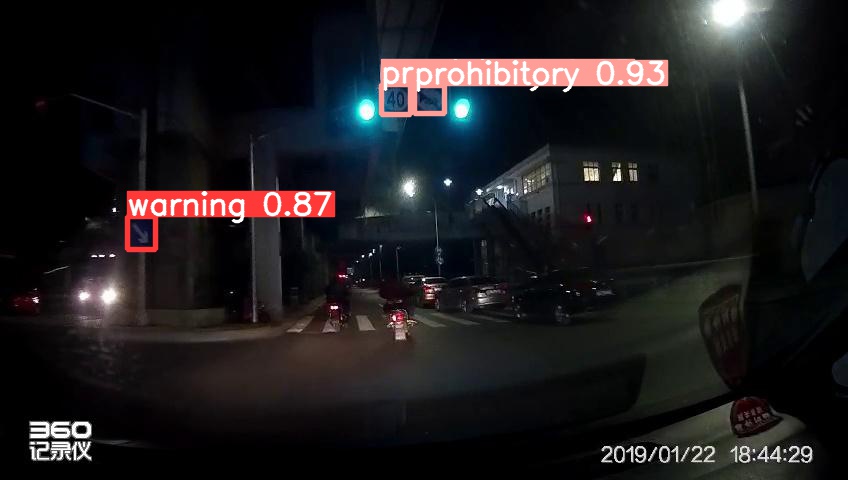 prprohibitory 0.93
40
warning 0.87
360
记录仪
2019/01/22 18:44:29